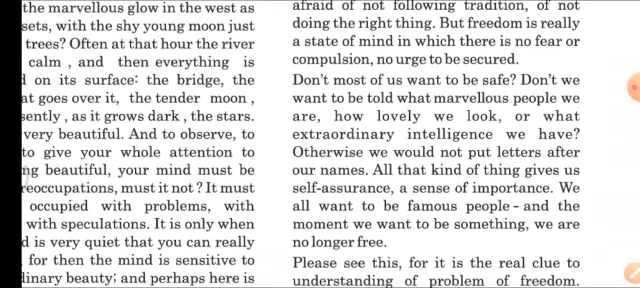 the marvellous glow in the west as
sets, with the shy young moon just
trees? Often at that hour the river
calm , and then everything is
on its surface: the bridge, the
at goes over it, the tender moon ,
sently , as it grows dark , the stars.
very beautiful. And to observe, to
to give your whole attention to
ng beautiful, your mind must be
reoccupations, must it not ? It must
occupied with problems, with
with speculations. It is only when
d is very quiet that you can really
for then the mind is sensitive to
dinary beauty; and perhaps here is
afraid of not following tradition, of not
doing the right thing. But freedom is really
a state of mind in which there is no fear or
compulsion, no urge to be secured.
Don't most of us want to be safe? Don't we
want to be told what marvellous people we
are, how lovely we look, or what
extraordinary intelligence we have?
Otherwise we would not put letters after
our names. All that kind of thing gives us
self-assurance, a sense of importance. We
all want to be famous people - and the
moment we want to be something, we are
no longer free.
Please see this, for it is the real clue to
understanding of problem of freedom.